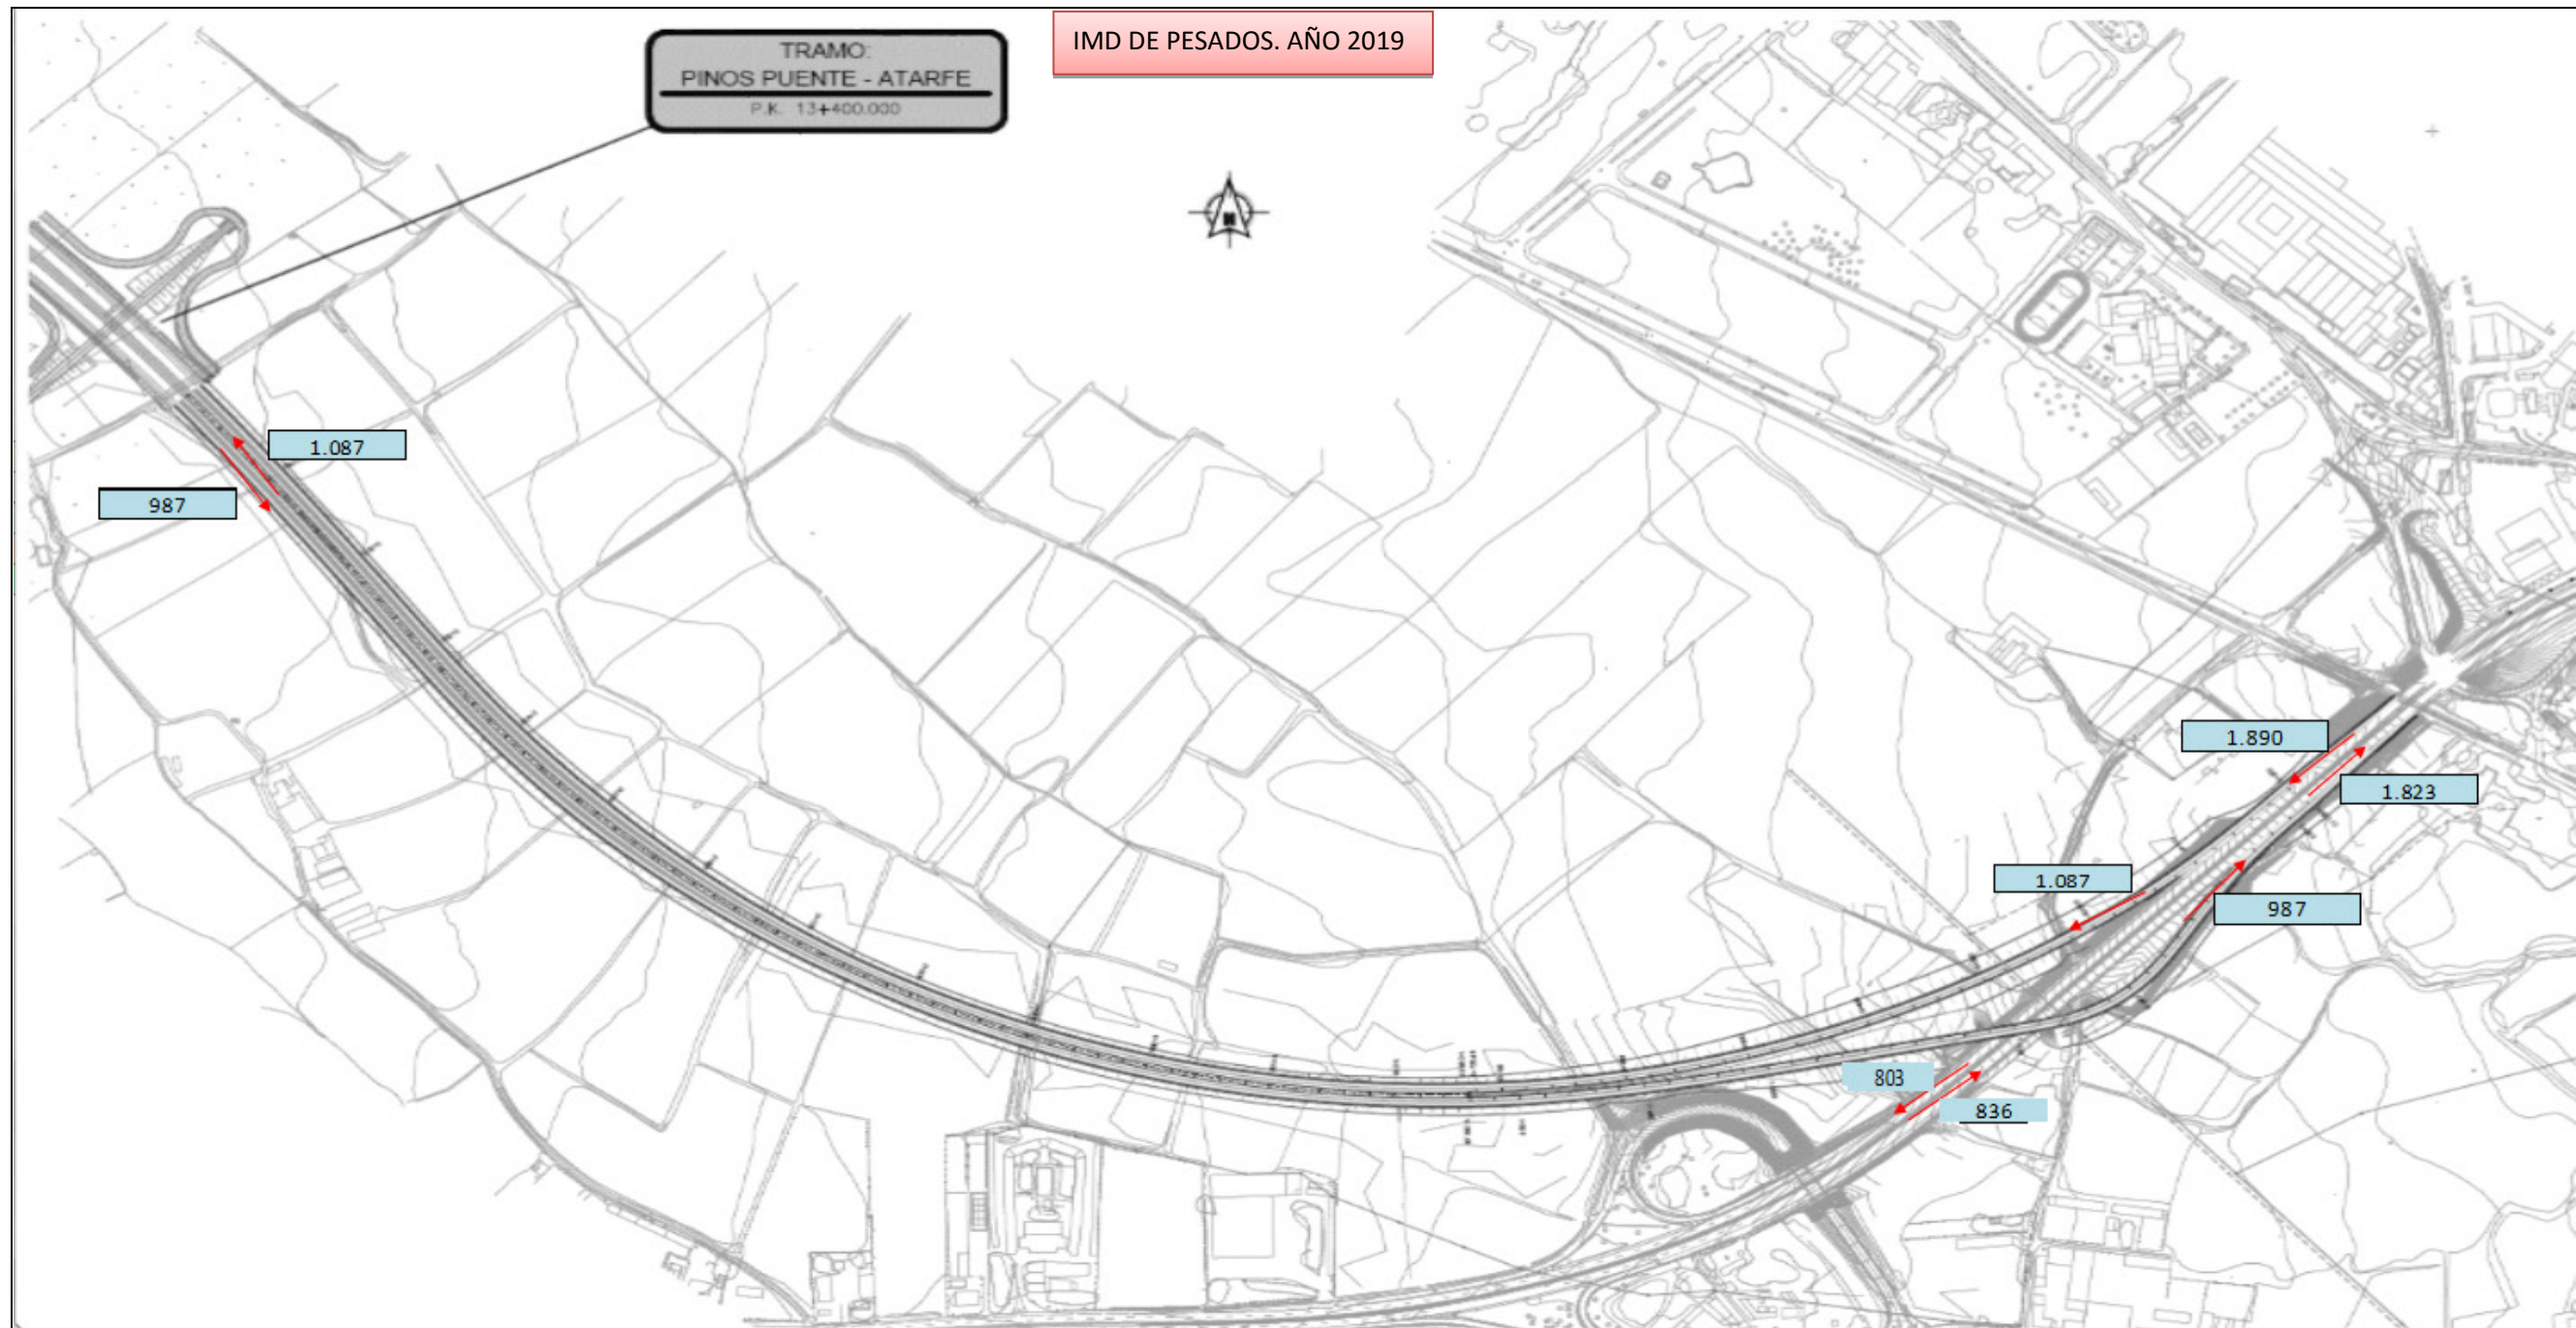 IMD DE PESADOS. AÑO 2019
TRAMO:
PINOS PUENTE - ATARFE
P.K. 13+400.000
1.087
987
1.890
1.823
1.087
987
803
836